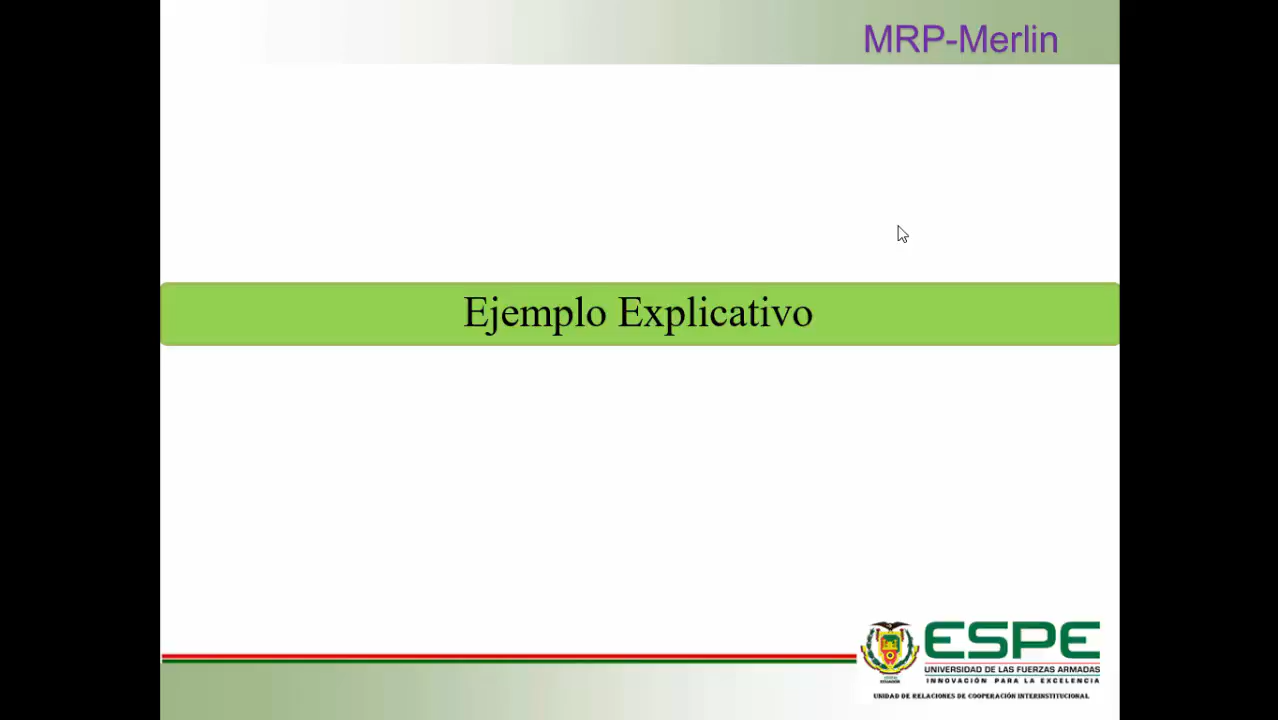 MRP-Merlin
Ejemplo Explicativo
ESPE
UNIVERSIDAD DE LAS FUERZAS ARMADAS
INNOVACIÓN PARA LA EXCELENCIA
ECUADOR
UNIDAD DE RELACIONES DE COOPERACIÓN INTERINSTITUCIONAL